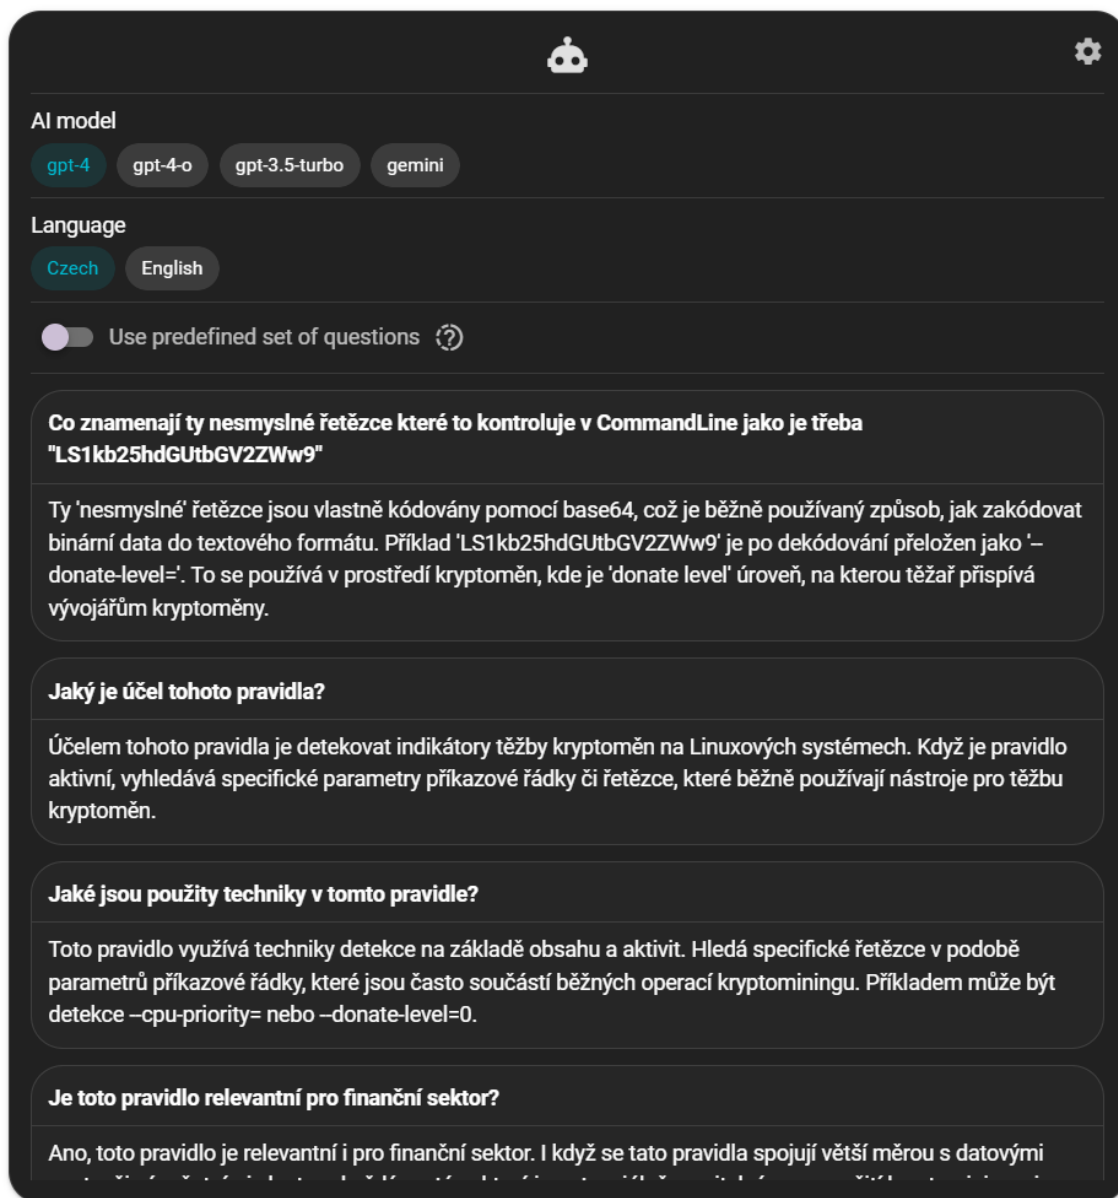 AI model
gpt-4 gpt-4-o gpt-3.5-turbo gemini
Language
Czech English
Use predefined set of questions
Co znamenají ty nesmyslné řetězce které to kontroluje v CommandLine jako je třeba
"LS1kb25hdGUtbGV2ZWw9"
Ty 'nesmyslné' řetězce jsou vlastně kódovány pomocí base64, což je běžně používaný způsob, jak zakódovat
binární data do textového formátu. Příklad 'LS1kb25hdGUtbGV2ZWw9' je po dekódování přeložen jako '--
donate-level='. To se používá v prostředí kryptoměn, kde je 'donate level' úroveň, na kterou těžař přispívá
vývojářům kryptoměny.
Jaký je účel tohoto pravidla?
Účelem tohoto pravidla je detekovat indikátory těžby kryptoměn na Linuxových systémech. Když je pravidlo
aktivní, vyhledává specifické parametry příkazové řádky či řetězce, které běžně používají nástroje pro těžbu
kryptoměn.
Jaké jsou použity techniky v tomto pravidle?
Toto pravidlo využívá techniky detekce na základě obsahu a aktivit. Hledá specifické řetězce v podobě
parametrů příkazové řádky, které jsou často součástí běžných operací kryptominingu. Příkladem může být
detekce --cpu-priority= nebo --donate-level=0.
Je toto pravidlo relevantní pro finanční sektor?
Ano, toto pravidlo je relevantní i pro finanční sektor. I když se tato pravidla spojují větší měrou s datovými